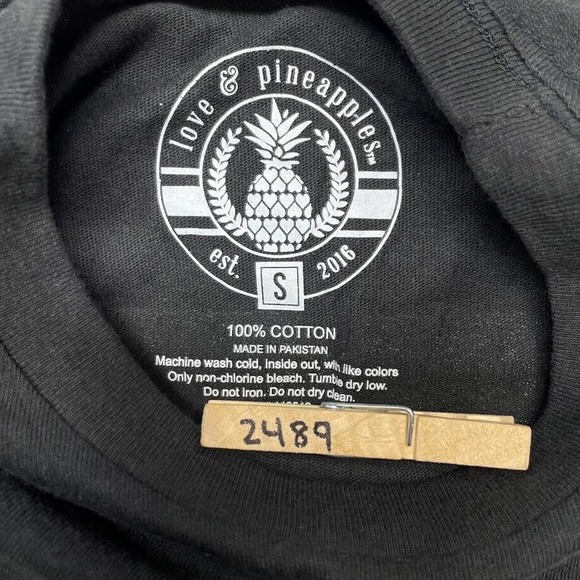 love & pineapples™
est. 2016
S
100% COTTON
MADE IN PAKISTAN
Machine wash cold, inside out, with like colors
Only non-chlorine bleach. Tumble dry low.
Do not iron. Do not dry clean.
2489